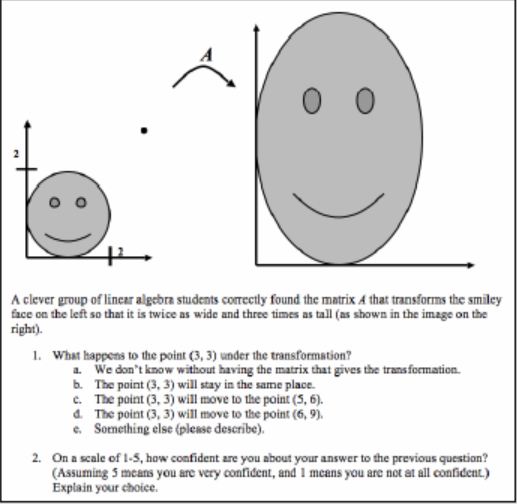 A
2
2
A clever group of linear algebra students correctly found the matrix A that transforms the smiley
face on the left so that it is twice as wide and three times as tall (as shown in the image on the
right).
1. What happens to the point (3, 3) under the transformation?
a. We don't know without having the matrix that gives the transformation.
b. The point (3, 3) will stay in the same place.
c. The point (3, 3) will move to the point (5, 6).
d. The point (3, 3) will move to the point (6, 9).
e. Something else (please describe).
2. On a scale of 1-5, how confident are you about your answer to the previous question?
(Assuming 5 means you are very confident, and 1 means you are not at all confident.)
Explain your choice.